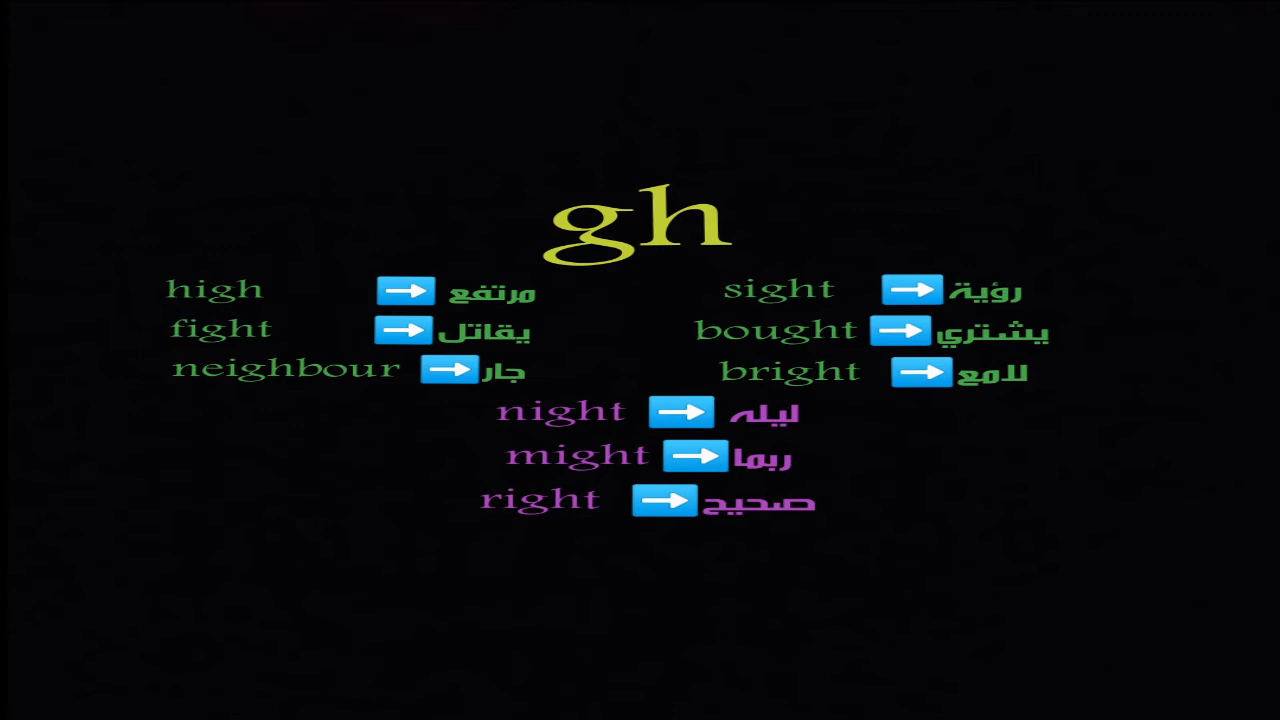 gh
high ➡ مرتفع
fight ➡ يقاتل
neighbour ➡ جار
sight ➡ رؤية
bought ➡ يشتري
bright ➡ لامع
night ➡ ليله
might ➡ ربما
right ➡ صحيح